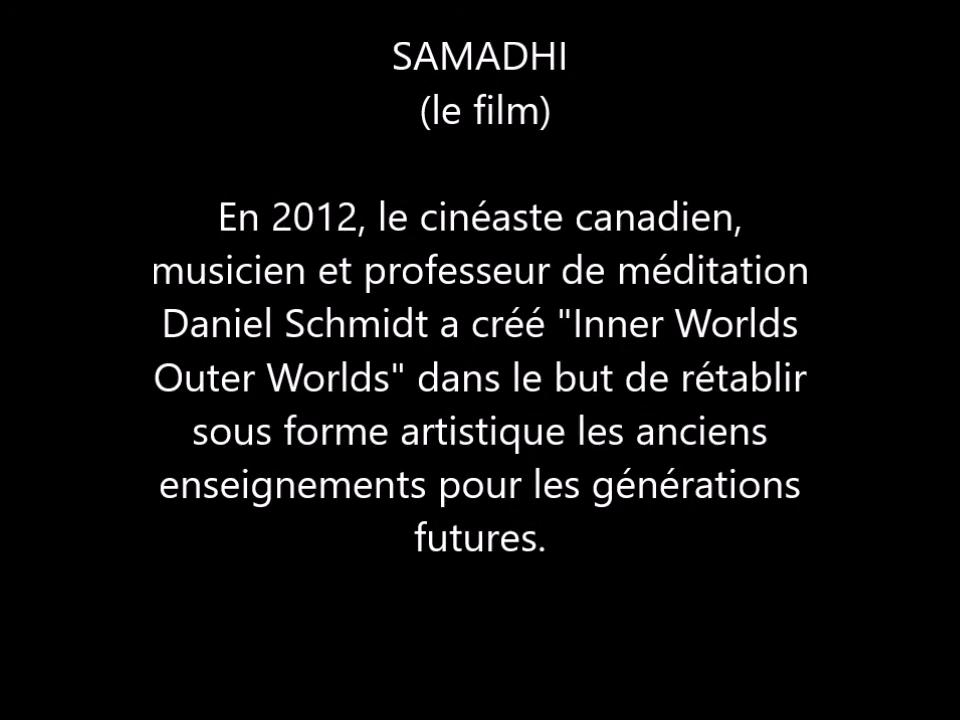 SAMADHI
(le film)
En 2012, le cinéaste canadien,
musicien et professeur de méditation
Daniel Schmidt a créé "Inner Worlds
Outer Worlds" dans le but de rétablir
sous forme artistique les anciens
enseignements pour les générations
futures.